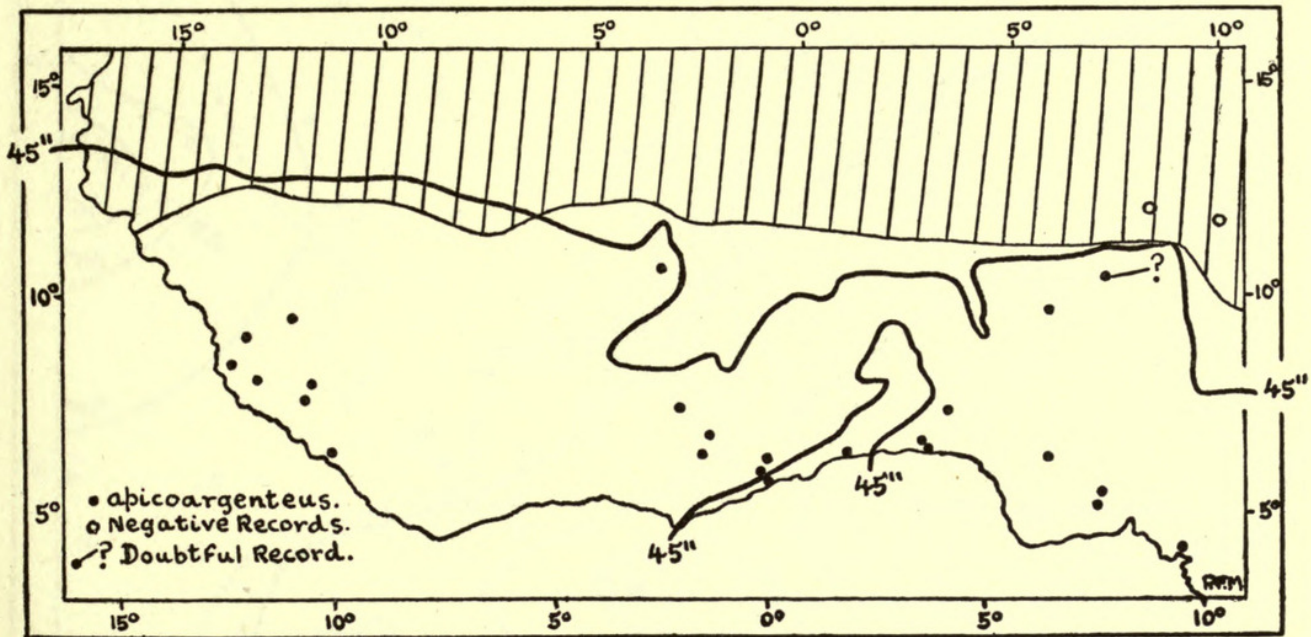 15° 10° 5° 0° 5° 10°
15° 15°
45"
10° 10°
?
45"
45"
5° 5°
45"
• apicoargenteus.
o Negative Records.
? Doubtful Record.
R.F.M
15° 10° 5° 0° 5° 10°